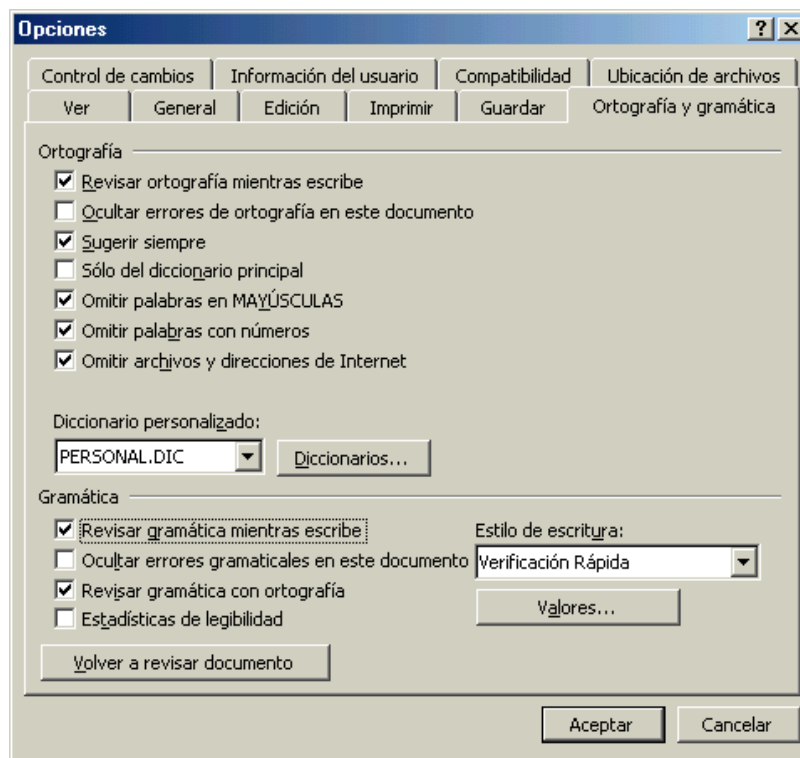 Opciones
Control de cambios Información del usuario Compatibilidad Ubicación de archivos
Ver General Edición Imprimir Guardar Ortografía y gramática
Ortografía
Revisar ortografía mientras escribe
Ocultar errores de ortografía en este documento
Sugerir siempre
Sólo del diccionario principal
Omitir palabras en MAYÚSCULAS
Omitir palabras con números
Omitir archivos y direcciones de Internet
Diccionario personalizado:
PERSONAL.DIC Diccionarios...
Gramática
Revisar gramática mientras escribe Estilo de escritura:
Ocultar errores gramaticales en este documento Verificación Rápida
Revisar gramática con ortografía
Valores...
Estadísticas de legibilidad
Volver a revisar documento
Aceptar Cancelar